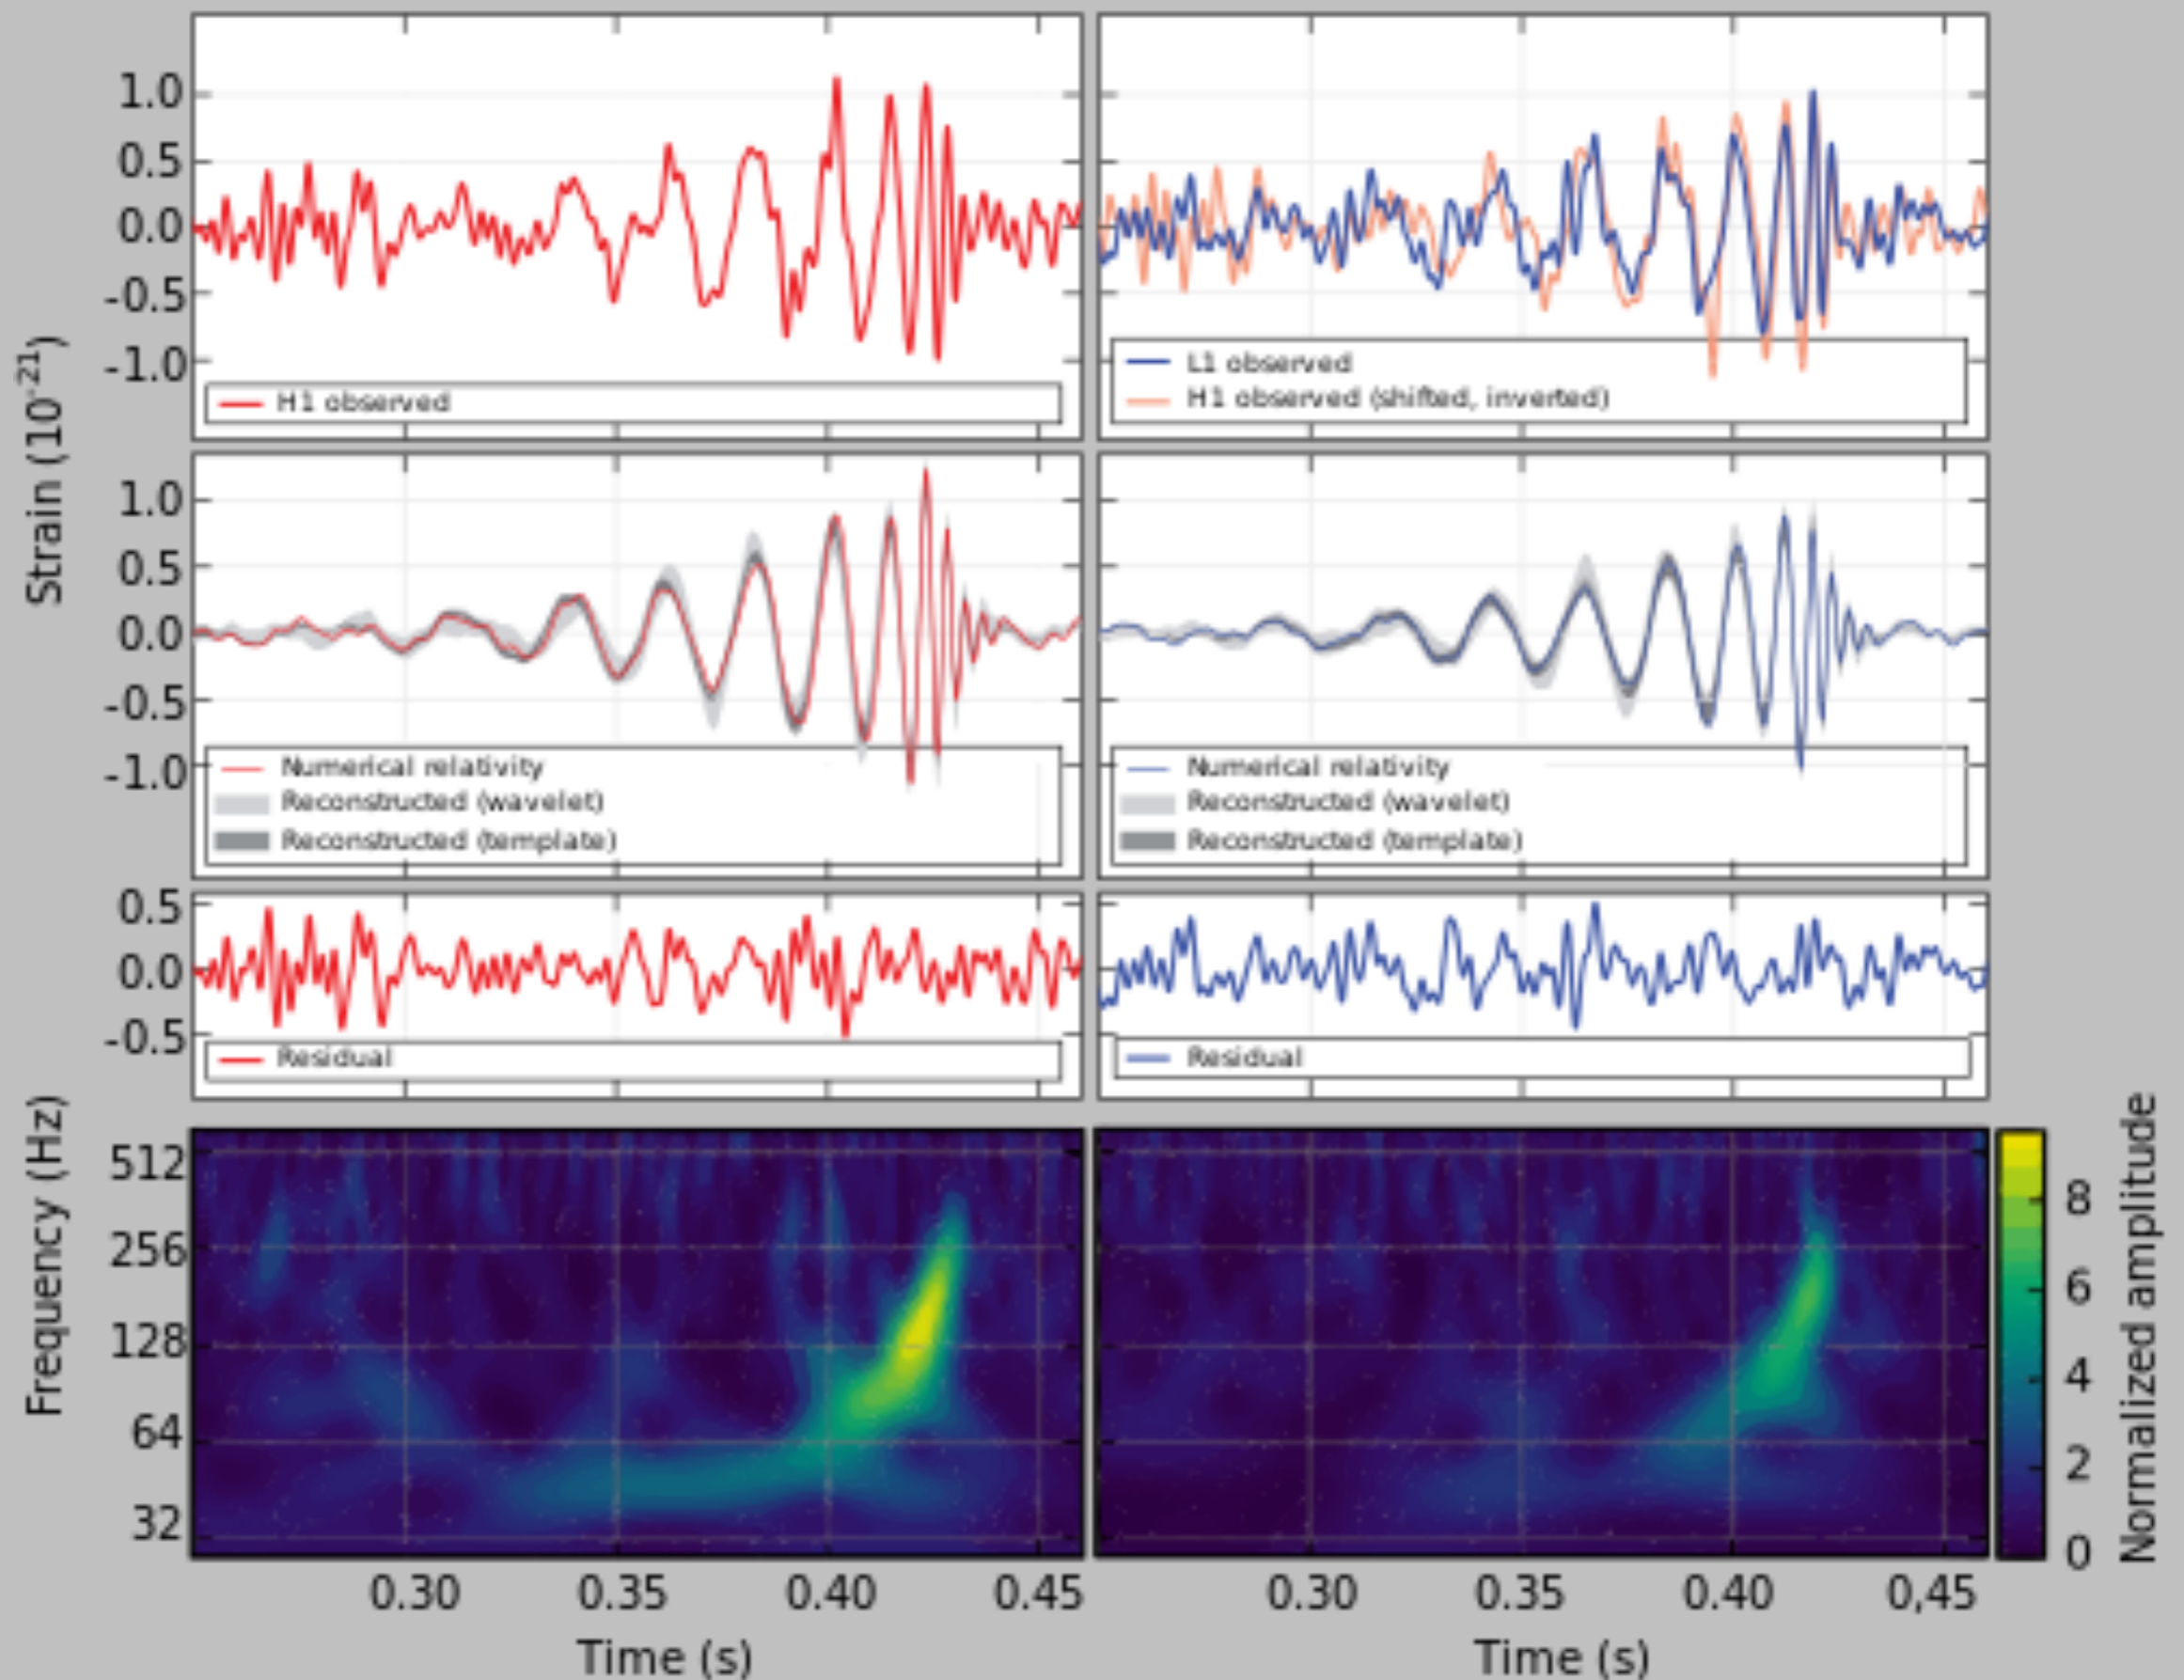 Strain (10⁻²¹)
1.0
0.5
0.0
-0.5
-1.0
H1 observed
L1 observed
H1 observed (shifted, inverted)
1.0
0.5
0.0
-0.5
-1.0
Numerical relativity
Reconstructed (wavelet)
Reconstructed (template)
Numerical relativity
Reconstructed (wavelet)
Reconstructed (template)
0.5
0.0
-0.5
Residual
Residual
Frequency (Hz)
512
256
128
64
32
8
6
4
2
0
Normalized amplitude
0.30 0.35 0.40 0.45
0.30 0.35 0.40 0,45
Time (s)
Time (s)